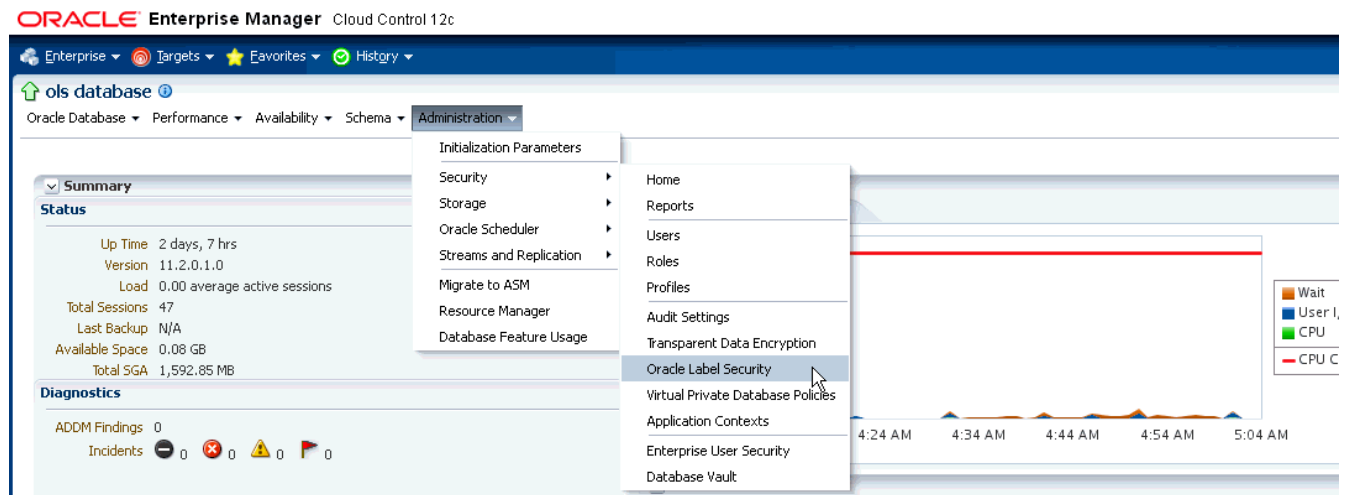 ORACLE Enterprise Manager Cloud Control 12c
Enterprise Targets Favorites History
ols database
Oracle Database Performance Availability Schema Administration
Initialization Parameters
Security
Storage
Oracle Scheduler
Streams and Replication
Migrate to ASM
Resource Manager
Database Feature Usage
Home
Reports
Users
Roles
Profiles
Audit Settings
Transparent Data Encryption
Oracle Label Security
Virtual Private Database Policies
Application Contexts
Enterprise User Security
Database Vault
Summary
Status
Up Time 2 days, 7 hrs
Version 11.2.0.1.0
Load 0.00 average active sessions
Total Sessions 47
Last Backup N/A
Available Space 0.08 GB
Total SGA 1,592.85 MB
Diagnostics
ADDM Findings 0
Incidents 0 0 0 0
Wait
User I,
CPU
CPU C
4:24 AM 4:34 AM 4:44 AM 4:54 AM 5:04 AM